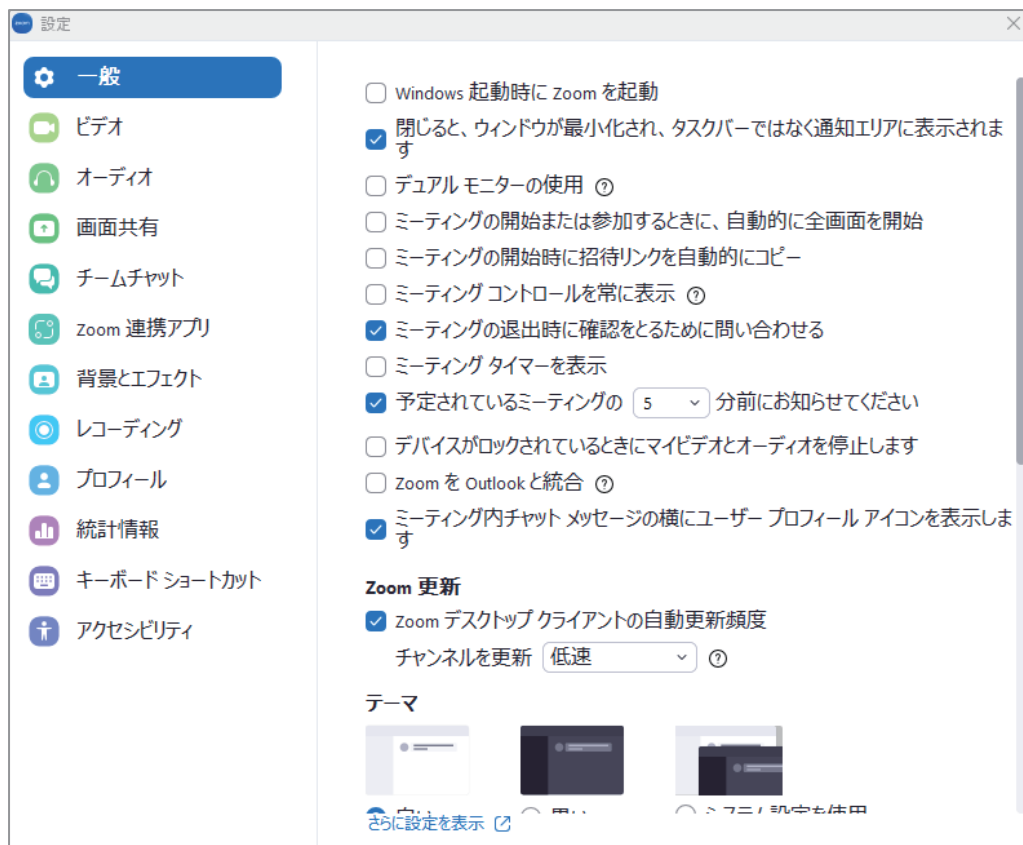 zoom 設定
一般
ビデオ
オーディオ
画面共有
チームチャット
Zoom 連携アプリ
背景とエフェクト
レコーディング
プロフィール
統計情報
キーボード ショートカット
アクセシビリティ
Windows 起動時に Zoom を起動
閉じると、ウィンドウが最小化され、タスクバーではなく通知エリアに表示されま
す
デュアル モニターの使用 ?
ミーティングの開始または参加するときに、自動的に全画面を開始
ミーティングの開始時に招待リンクを自動的にコピー
ミーティング コントロールを常に表示 ?
ミーティングの退出時に確認をとるために問い合わせる
ミーティング タイマーを表示
予定されているミーティングの 5 分前にお知らせてください
デバイスがロックされているときにマイビデオとオーディオを停止します
Zoom を Outlook と統合 ?
ミーティング内チャット メッセージの横にユーザー プロフィール アイコンを表示しま
す
Zoom 更新
Zoom デスクトップ クライアントの自動更新頻度
チャンネルを更新 低速 ?
テーマ
システム設定を使用
さらに設定を表示